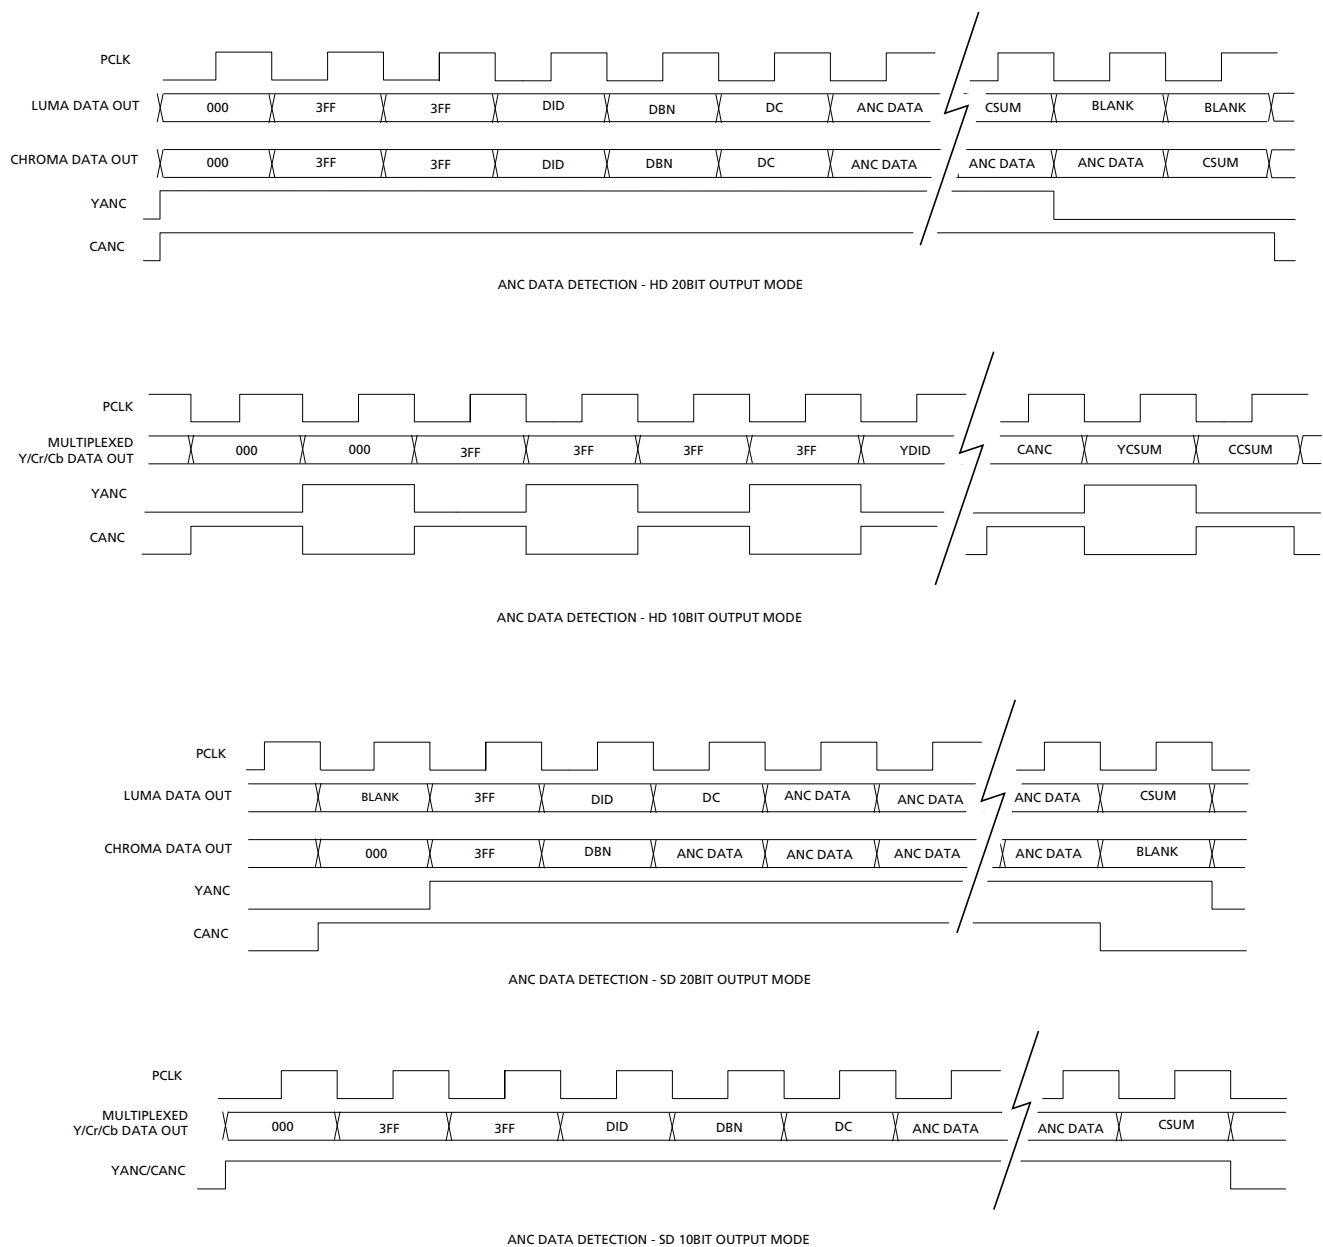 PCLK
LUMA DATA OUT 000 3FF 3FF DID DBN DC ANC DATA CSUM BLANK BLANK
CHROMA DATA OUT 000 3FF 3FF DID DBN DC ANC DATA ANC DATA ANC DATA CSUM
YANC
CANC
ANC DATA DETECTION - HD 20BIT OUTPUT MODE
PCLK
MULTIPLEXED
Y/Cr/Cb DATA OUT 000 000 3FF 3FF 3FF 3FF YDID CANC YCSUM CCSUM
YANC
CANC
ANC DATA DETECTION - HD 10BIT OUTPUT MODE
PCLK
LUMA DATA OUT BLANK 3FF DID DC ANC DATA ANC DATA ANC DATA CSUM
CHROMA DATA OUT 000 3FF DBN ANC DATA ANC DATA ANC DATA ANC DATA BLANK
YANC
CANC
ANC DATA DETECTION - SD 20BIT OUTPUT MODE
PCLK
MULTIPLEXED
Y/Cr/Cb DATA OUT 000 3FF 3FF DID DBN DC ANC DATA ANC DATA CSUM
YANC/CANC
ANC DATA DETECTION - SD 10BIT OUTPUT MODE